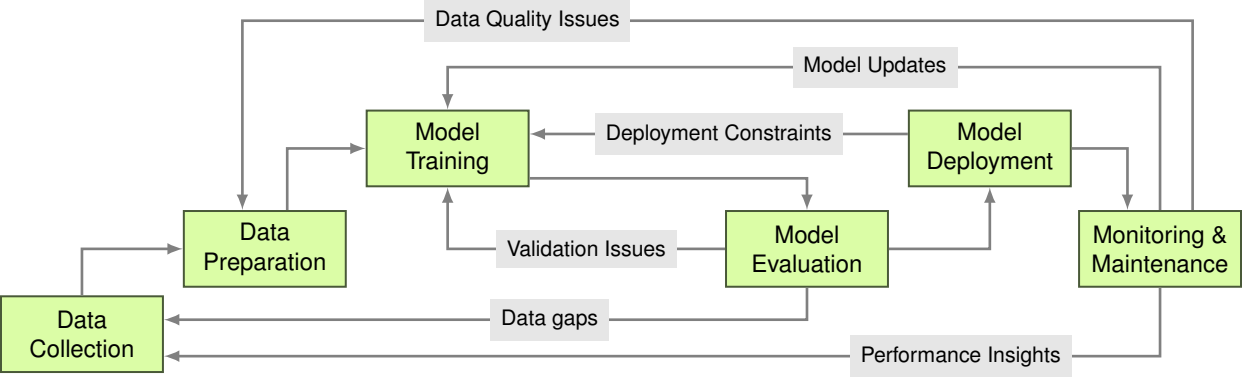 Data Quality Issues
Model Updates
Model
Training
Deployment Constraints
Model
Deployment
Data
Preparation
Validation Issues
Model
Evaluation
Monitoring &
Maintenance
Data
Collection
Data gaps
Performance Insights